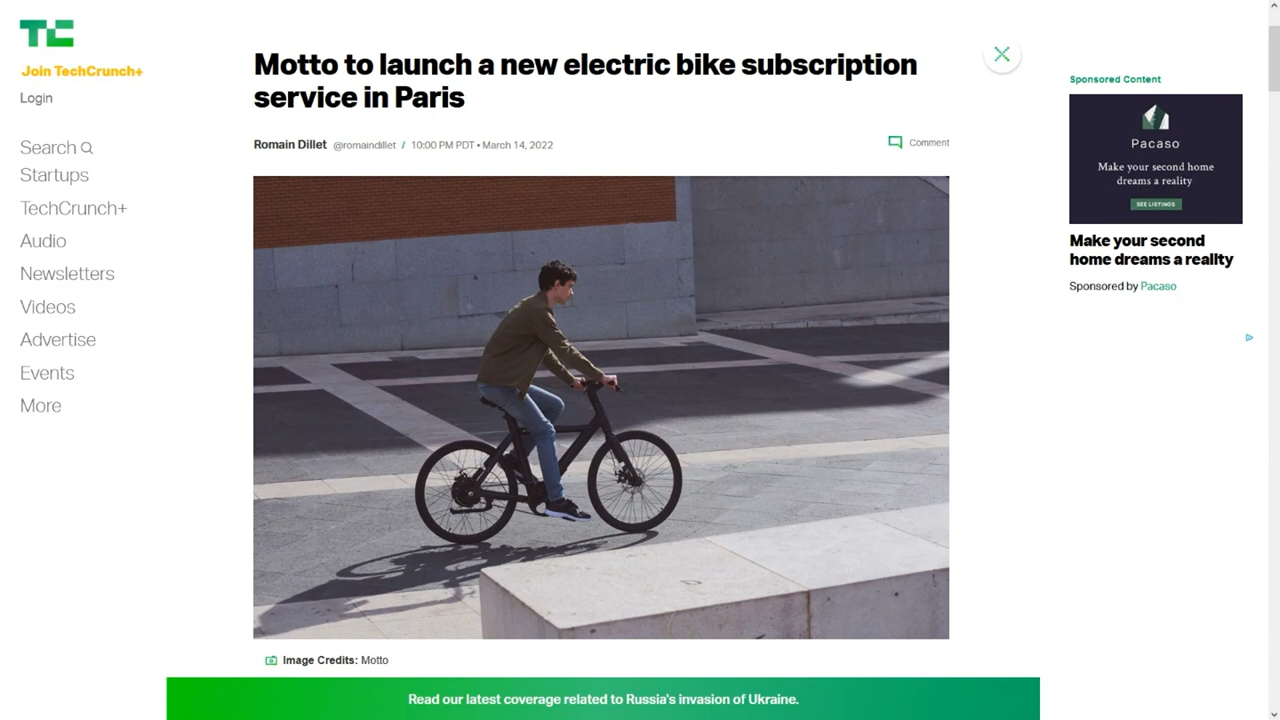 TC
Join TechCrunch+
Login
Search
Startups
TechCrunch+
Audio
Newsletters
Videos
Advertise
Events
More
Motto to launch a new electric bike subscription
service in Paris
Romain Dillet @romaindillet / 10:00 PM PDT • March 14, 2022
Comment
Image Credits: Motto
Read our latest coverage related to Russia's invasion of Ukraine.
Sponsored Content
Pacaso
Make your second home
dreams a reality
SEE LISTINGS
Make your second
home dreams a reality
Sponsored by Pacaso